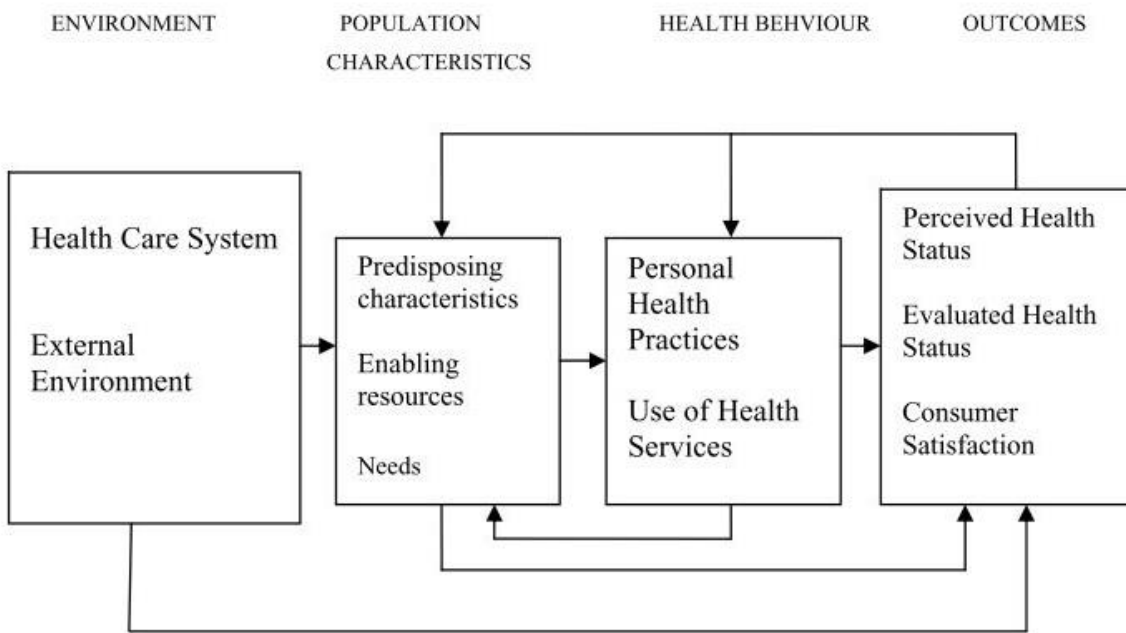 ENVIRONMENT
POPULATION
CHARACTERISTICS
HEALTH BEHVIOUR
OUTCOMES
Health Care System
External
Environment
Predisposing
characteristics
Enabling
resources
Needs
Personal
Health
Practices
Use of Health
Services
Perceived Health
Status
Evaluated Health
Status
Consumer
Satisfaction